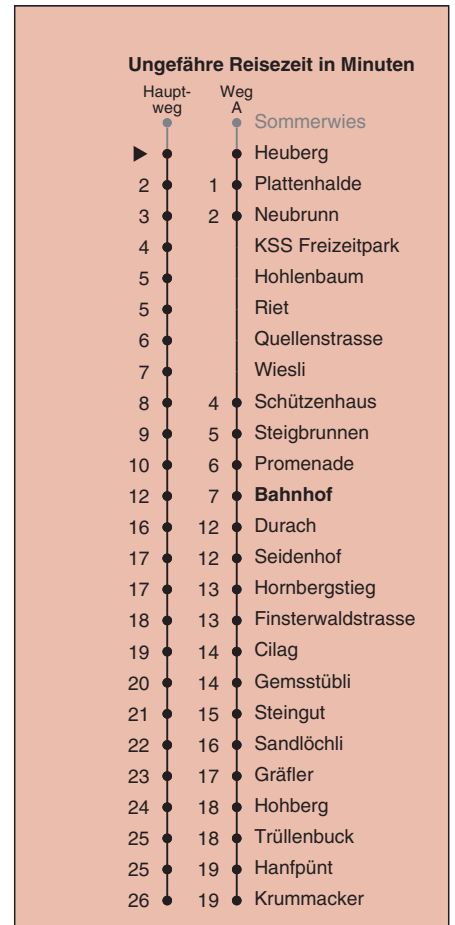 Ungefähre Reisezeit in Minuten
Haupt- Weg
weg A
Sommerwies
Heuberg
2 1 Plattenhalde
3 2 Neubrunn
4 KSS Freizeitpark
5 Hohlenbaum
5 Riet
6 Quellenstrasse
7 Wiesli
8 4 Schützenhaus
9 5 Steigbrunnen
10 6 Promenade
12 7 Bahnhof
16 12 Durach
17 12 Seidenhof
17 13 Hornbergstieg
18 13 Finsterwaldstrasse
19 14 Cilag
20 14 Gemsstübli
21 15 Steingut
22 16 Sandlöchli
23 17 Gräfler
24 18 Hohberg
25 18 Trüllenbuck
25 19 Hanfpünt
26 19 Krummacker